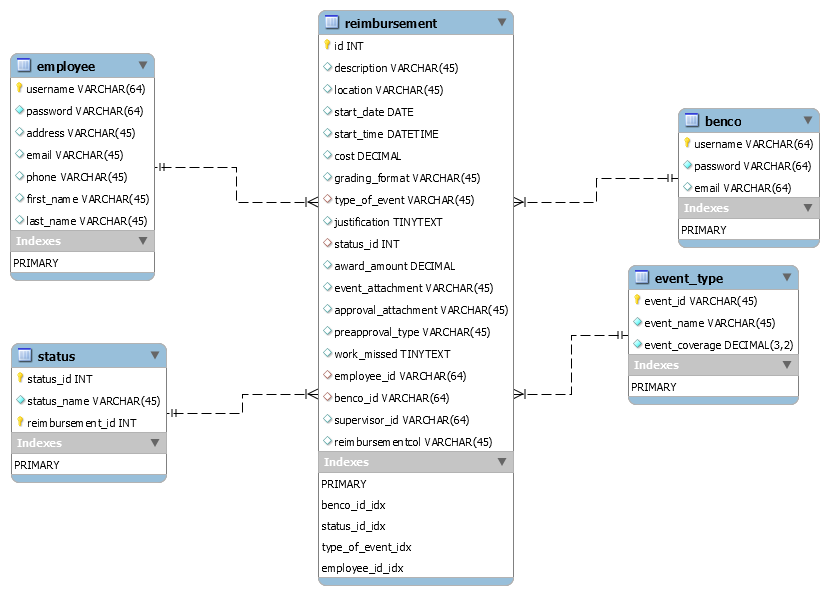 employee
username VARCHAR(64)
password VARCHAR(64)
address VARCHAR(45)
email VARCHAR(45)
phone VARCHAR(45)
first_name VARCHAR(45)
last_name VARCHAR(45)
Indexes
PRIMARY
status
status_id INT
status_name VARCHAR(45)
reimbursement_id INT
Indexes
PRIMARY
reimbursement
id INT
description VARCHAR(45)
location VARCHAR(45)
start_date DATE
start_time DATETIME
cost DECIMAL
grading_format VARCHAR(45)
type_of_event VARCHAR(45)
justification TINYTEXT
status_id INT
award_amount DECIMAL
event_attachment VARCHAR(45)
approval_attachment VARCHAR(45)
preapproval_type VARCHAR(45)
work_missed TINYTEXT
employee_id VARCHAR(64)
benco_id VARCHAR(64)
supervisor_id VARCHAR(64)
reimbursementcol VARCHAR(45)
Indexes
PRIMARY
benco_id_idx
status_id_idx
type_of_event_idx
employee_id_idx
benco
username VARCHAR(64)
password VARCHAR(64)
email VARCHAR(64)
Indexes
PRIMARY
event_type
event_id VARCHAR(45)
event_name VARCHAR(45)
event_coverage DECIMAL(3,2)
Indexes
PRIMARY